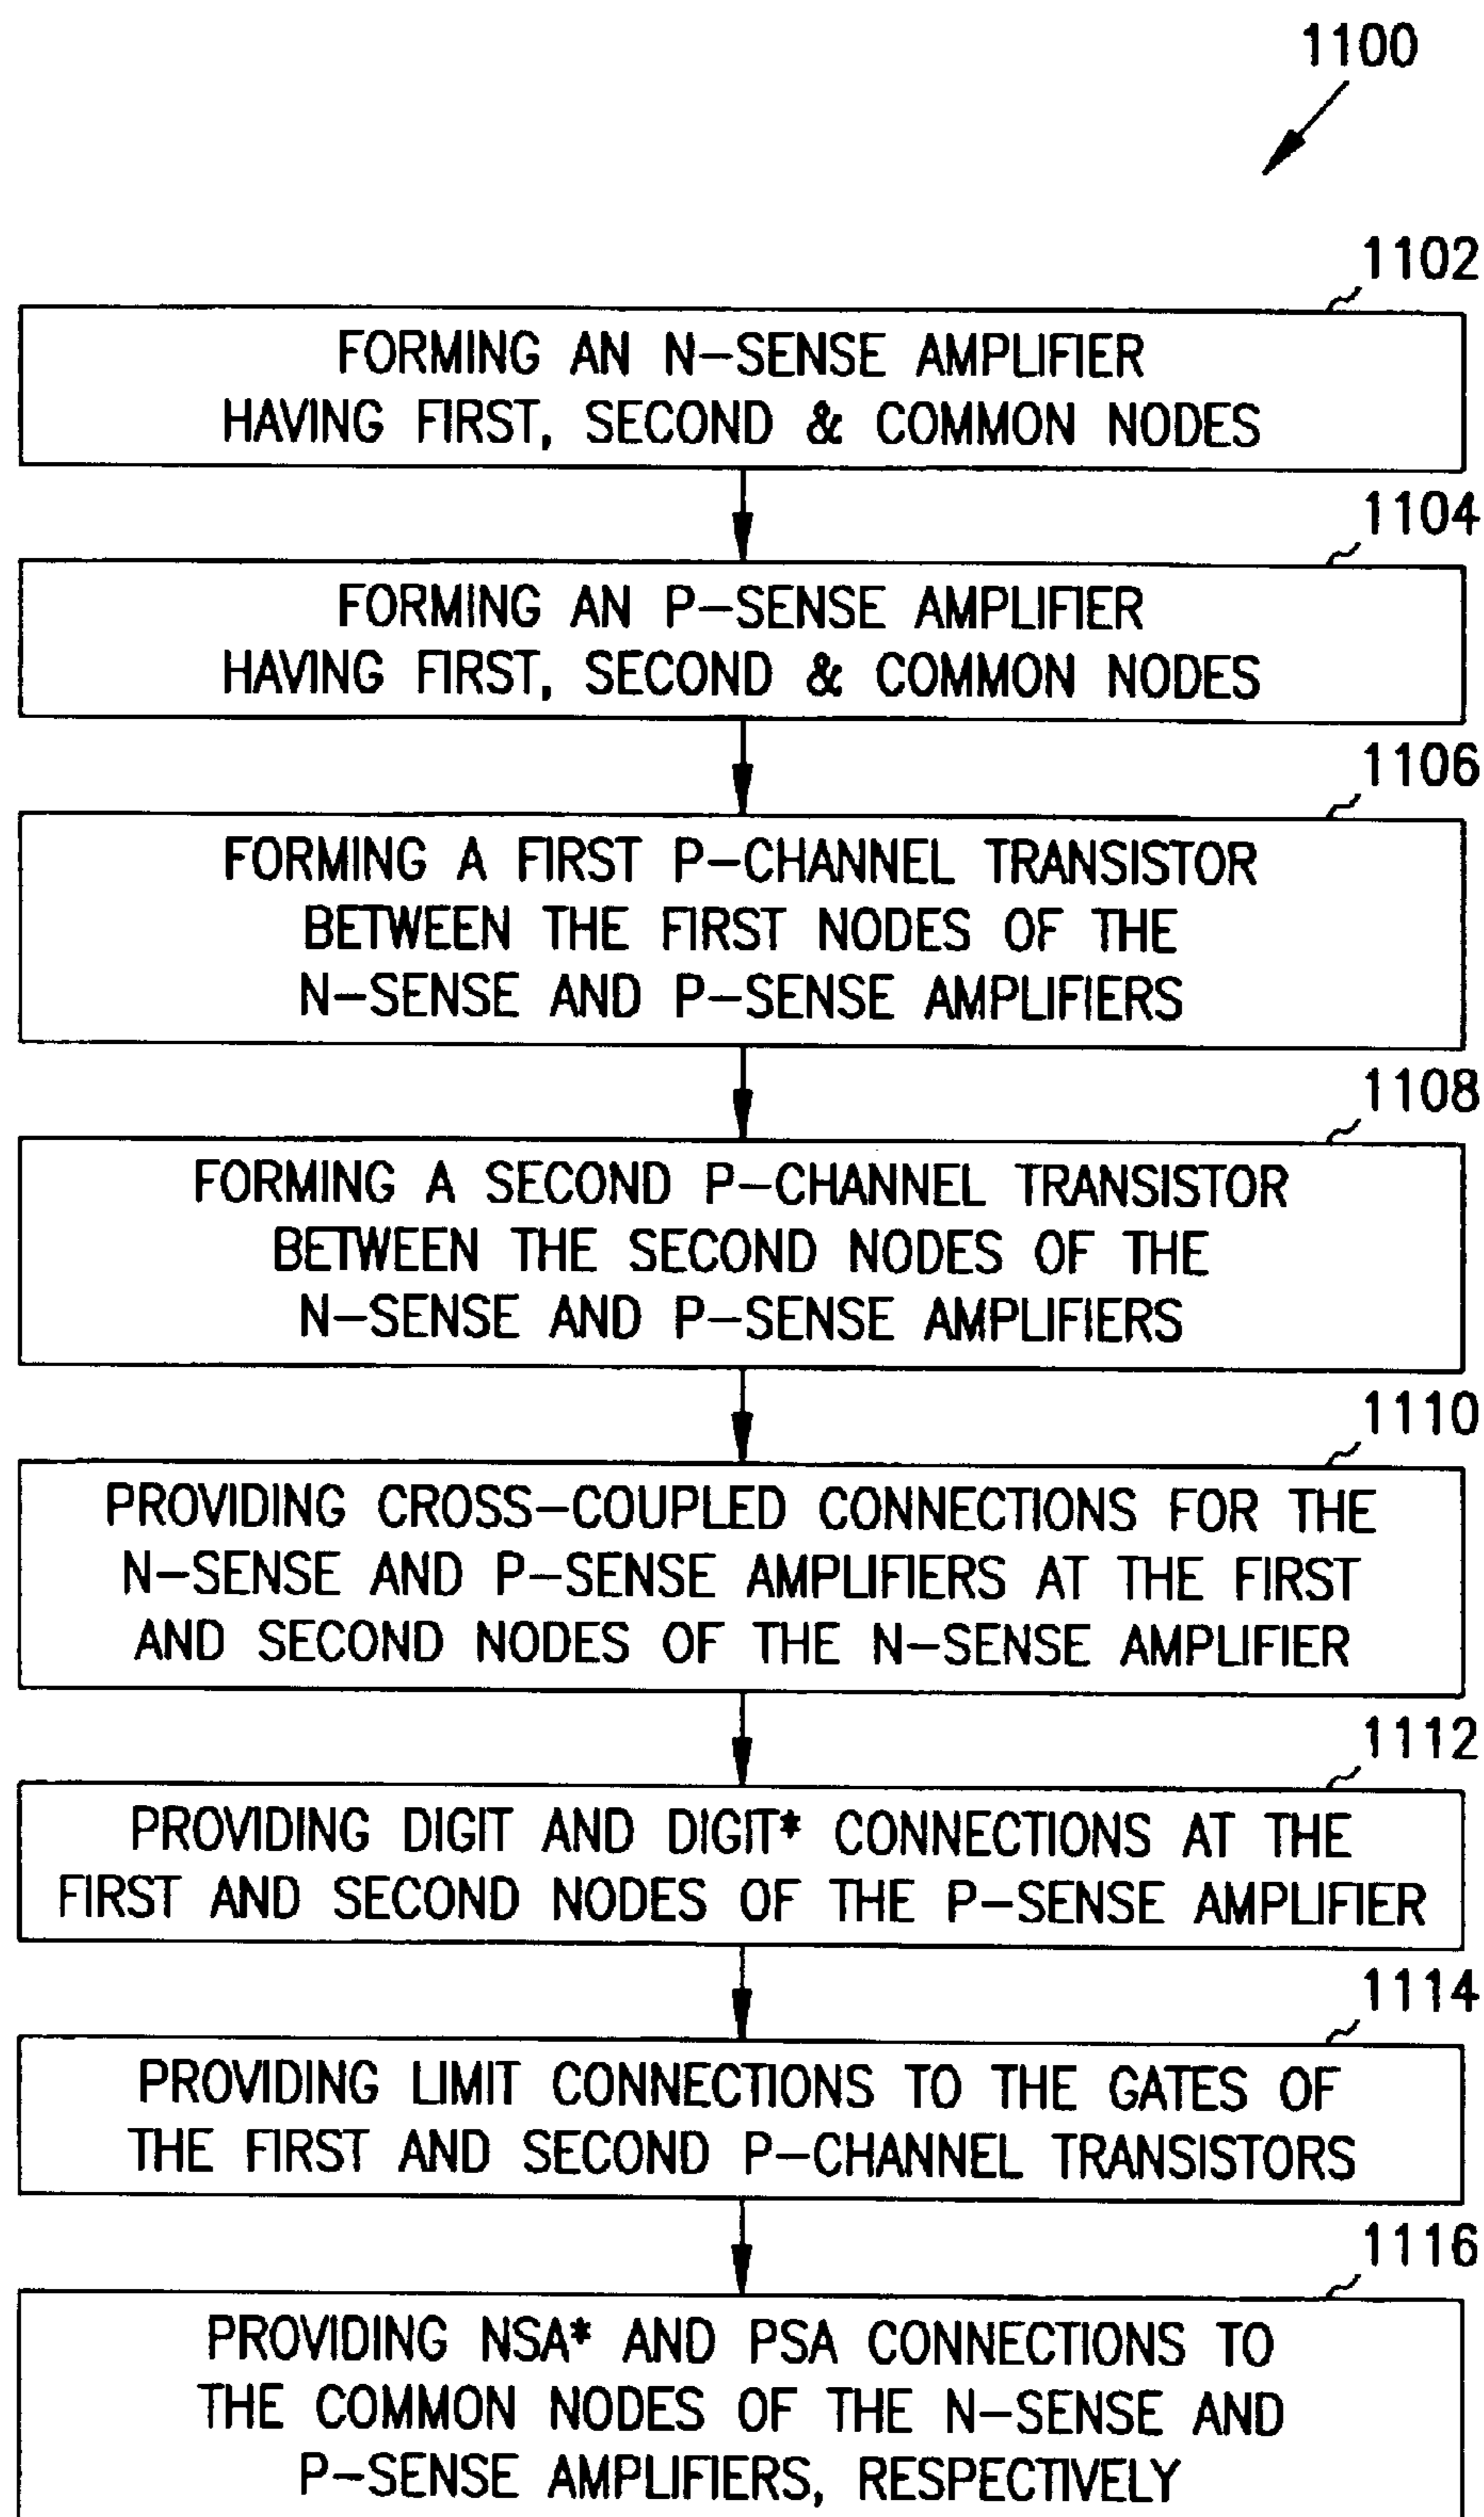 1100
1102
FORMING AN N-SENSE AMPLIFIER
HAVING FIRST, SECOND & COMMON NODES
1104
FORMING AN P-SENSE AMPLIFIER
HAVING FIRST, SECOND & COMMON NODES
1106
FORMING A FIRST P-CHANNEL TRANSISTOR
BETWEEN THE FIRST NODES OF THE
N-SENSE AND P-SENSE AMPLIFIERS
1108
FORMING A SECOND P-CHANNEL TRANSISTOR
BETWEEN THE SECOND NODES OF THE
N-SENSE AND P-SENSE AMPLIFIERS
1110
PROVIDING CROSS-COUPLED CONNECTIONS FOR THE
N-SENSE AND P-SENSE AMPLIFIERS AT THE FIRST
AND SECOND NODES OF THE N-SENSE AMPLIFIER
1112
PROVIDING DIGIT AND DIGIT* CONNECTIONS AT THE
FIRST AND SECOND NODES OF THE P-SENSE AMPLIFIER
1114
PROVIDING LIMIT CONNECTIONS TO THE GATES OF
THE FIRST AND SECOND P-CHANNEL TRANSISTORS
1116
PROVIDING NSA* AND PSA CONNECTIONS TO
THE COMMON NODES OF THE N-SENSE AND
P-SENSE AMPLIFIERS, RESPECTIVELY